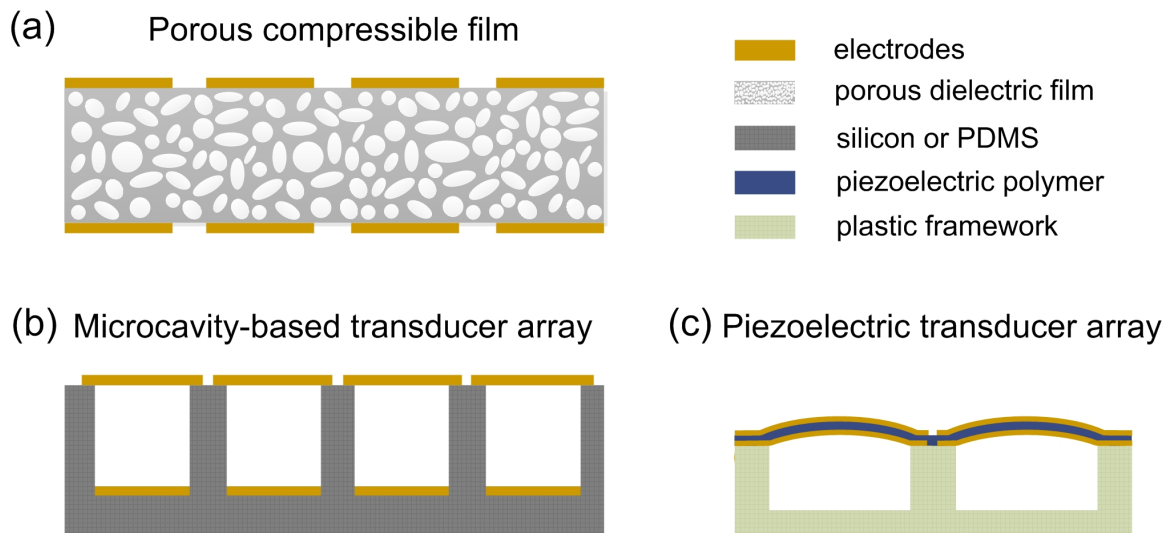 (a) Porous compressible film
electrodes
porous dielectric film
silicon or PDMS
piezoelectric polymer
plastic framework
(b) Microcavity-based transducer array
(c) Piezoelectric transducer array